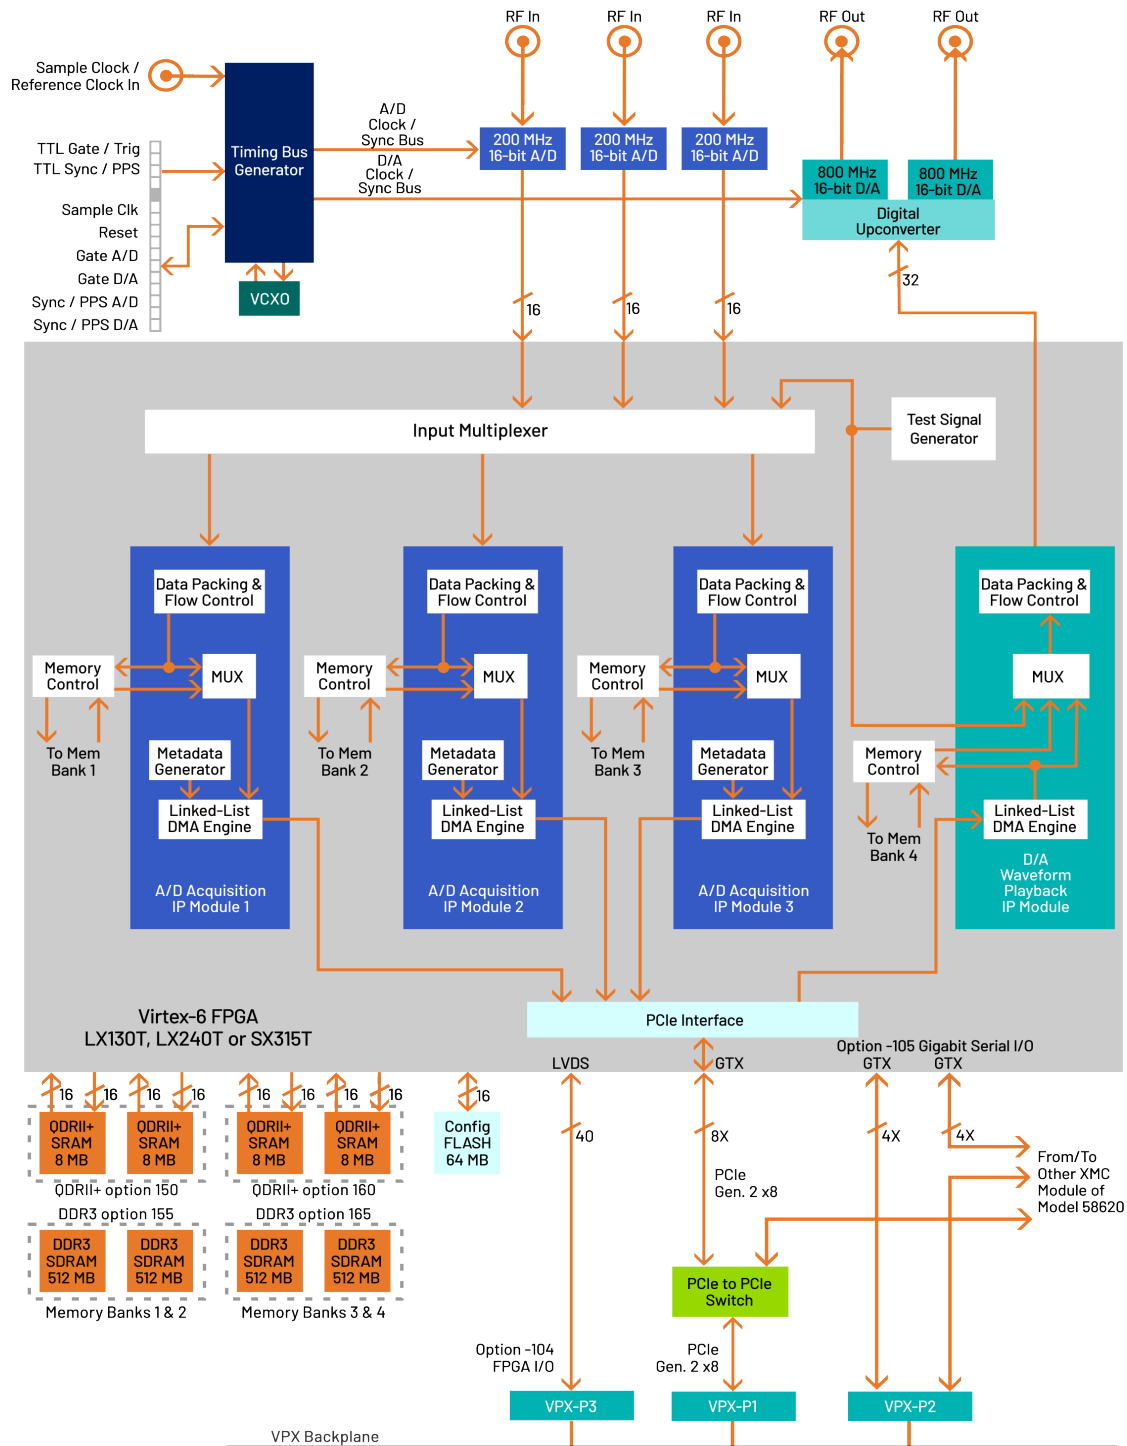 RF In
RF In
RF In
RF Out
RF Out
Sample Clock /
Reference Clock In
A/D
Clock /
Sync Bus
D/A
Clock /
Sync Bus
Timing Bus
Generator
200 MHz
16-bit A/D
200 MHz
16-bit A/D
200 MHz
16-bit A/D
800 MHz
16-bit D/A
800 MHz
16-bit D/A
Digital
Upconverter
TTL Gate / Trig
TTL Sync / PPS
Sample Clk
Reset
Gate A/D
Gate D/A
Sync / PPS A/D
Sync / PPS D/A
VCXO
16
16
16
32
Input Multiplexer
Test Signal
Generator
Data Packing &
Flow Control
Memory
Control
MUX
To Mem
Bank 1
Metadata
Generator
Linked-List
DMA Engine
A/D Acquisition
IP Module 1
Data Packing &
Flow Control
Memory
Control
MUX
To Mem
Bank 2
Metadata
Generator
Linked-List
DMA Engine
A/D Acquisition
IP Module 2
Data Packing &
Flow Control
Memory
Control
MUX
To Mem
Bank 3
Metadata
Generator
Linked-List
DMA Engine
A/D Acquisition
IP Module 3
Data Packing &
Flow Control
MUX
Memory
Control
To Mem
Bank 4
Linked-List
DMA Engine
D/A
Waveform
Playback
IP Module
Virtex-6 FPGA
LX130T, LX240T or SX315T
PCIe Interface
Option -105 Gigabit Serial I/O
LVDS
GTX
GTX
GTX
16
16
16
16
16
16
16
16
16
QDRII+
SRAM
8 MB
QDRII+
SRAM
8 MB
QDRII+
SRAM
8 MB
QDRII+
SRAM
8 MB
Config
FLASH
64 MB
40
8X
4X
4X
QDRII+ option 150
QDRII+ option 160
DDR3 option 155
DDR3 option 165
PCIe
Gen. 2 x8
From/To
Other XMC
Module of
Model 58620
DDR3
SDRAM
512 MB
DDR3
SDRAM
512 MB
DDR3
SDRAM
512 MB
DDR3
SDRAM
512 MB
Memory Banks 1 & 2
Memory Banks 3 & 4
PCIe to PCIe
Switch
Option -104
FPGA I/O
PCIe
Gen. 2 x8
VPX-P3
VPX-P1
VPX-P2
VPX Backplane